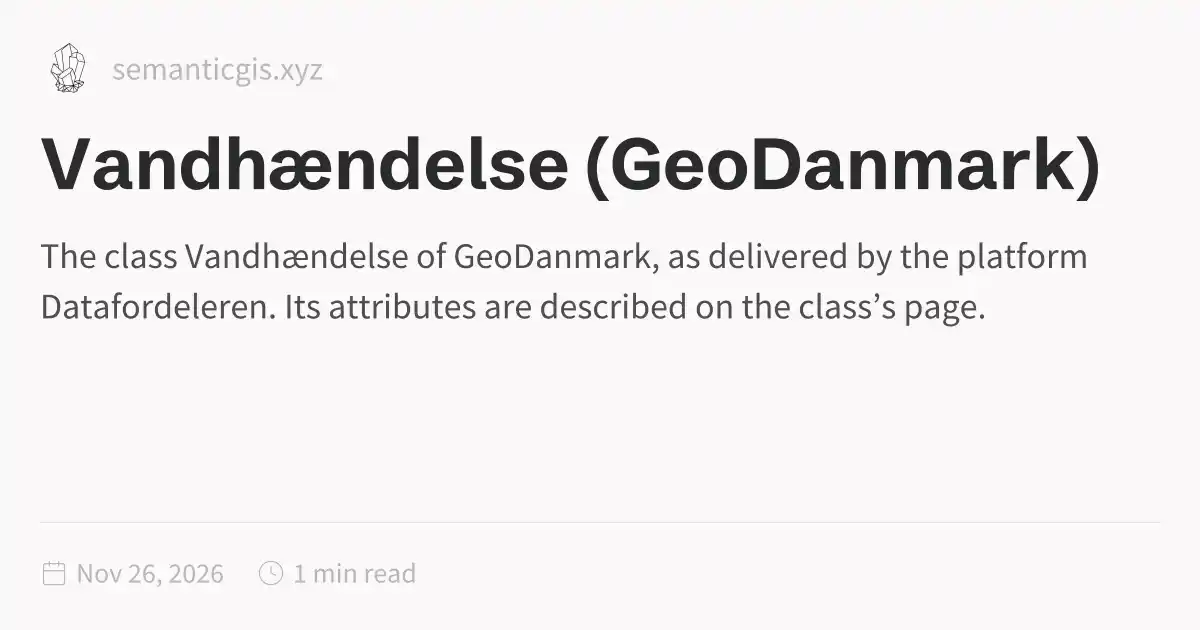 semanticgis.xyz
Vandhændelse (GeoDanmark)
The class Vandhændelse of GeoDanmark, as delivered by the platform
Datafordeleren. Its attributes are described on the class’s page.
Nov 26, 2026 1 min read